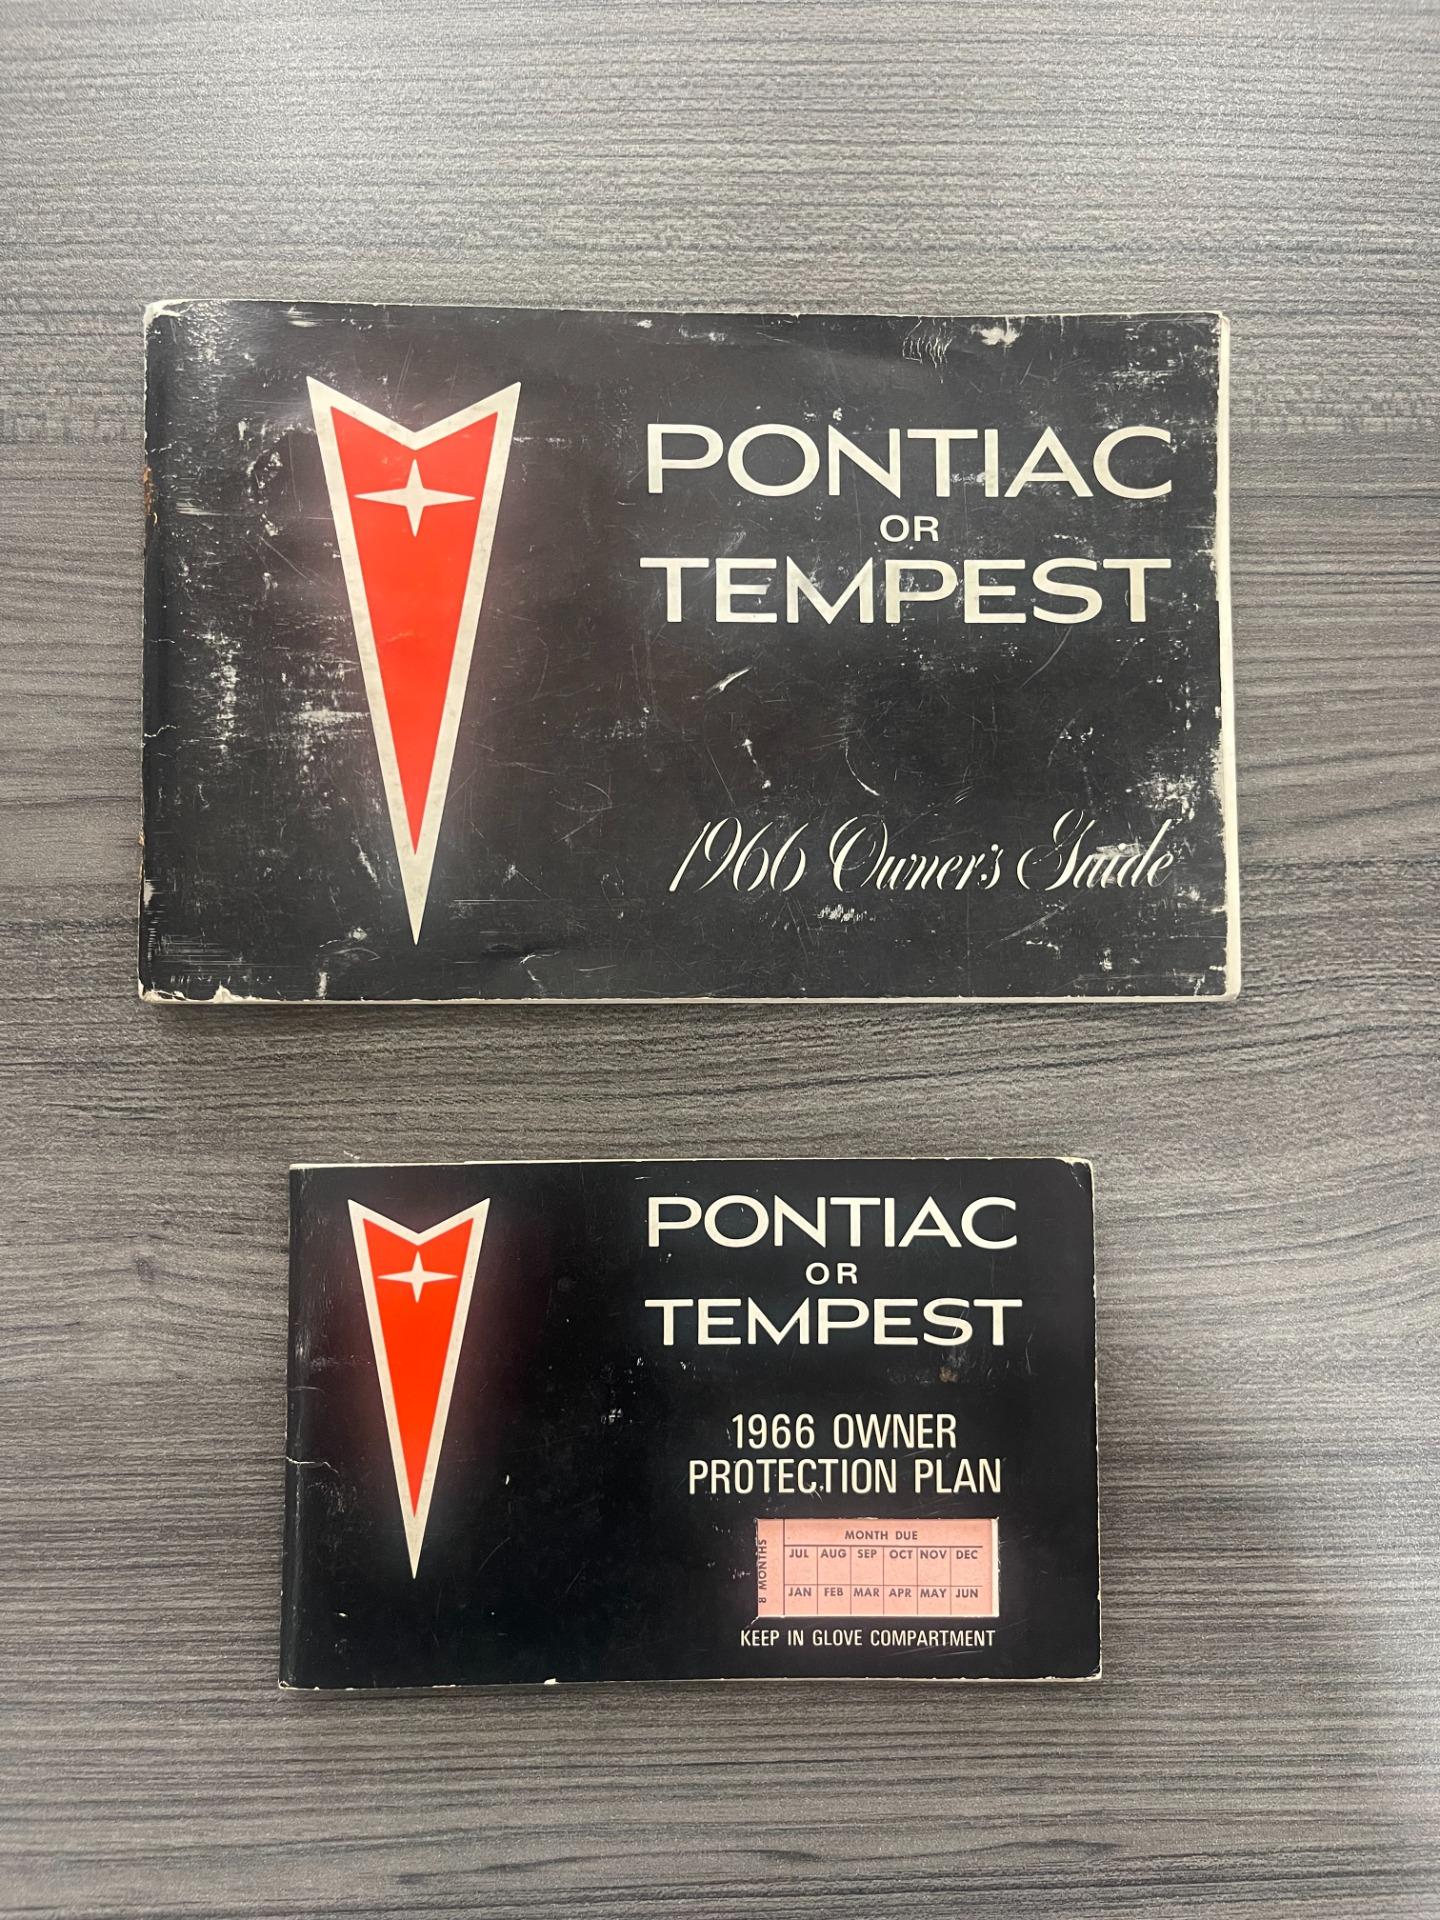 PONTIAC
OR
TEMPEST
1966 Owner's Guide
PONTIAC
OR
TEMPEST
1966 OWNER
PROTECTION PLAN
8 MONTHS
MONTH DUE
JUL AUG SEP OCT NOV DEC
JAN FEB MAR APR MAY JUN
KEEP IN GLOVE COMPARTMENT